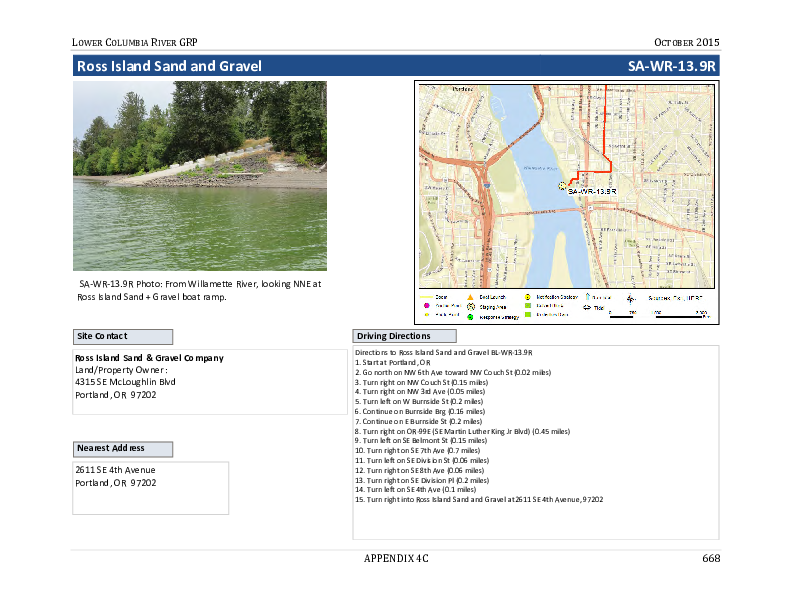 LOWER COLUMBIA RIVER GRP
OCTOBER 2015
Ross Island Sand and Gravel
SA-WR-13.9R
Portland
Willamette River
SA-WR-13.9R
Boat Launch
Notification Strategy
Staging Area
Response Strategy
SA-WR-13.9R Photo: From Willamette River, looking NNE at
Ross Island Sand + Gravel boat ramp.
Site Contact
Ross Island Sand & Gravel Company
Land/Property Owner:
4315 SE McLoughlin Blvd
Portland, OR 97202
Nearest Address
2611 SE 4th Avenue
Portland, OR 97202
Driving Directions
Directions to Ross Island Sand and Gravel BL-WR-13.9R
1. Start at Portland, OR
2. Go north on NW 6th Ave toward NW Couch St (0.02 miles)
3. Turn right on NW Couch St (0.15 miles)
4. Turn right on NW 3rd Ave (0.05 miles)
5. Turn left on W Burnside St (0.2 miles)
6. Continue on Burnside Brg (0.16 miles)
7. Continue on E Burnside St (0.2 miles)
8. Turn right on OR-99E (SE Martin Luther King Jr Blvd) (0.45 miles)
9. Turn left on SE Belmont St (0.15 miles)
10. Turn right on SE 7th Ave (0.7 miles)
11. Turn left on SE Division St (0.06 miles)
12. Turn right on SE 8th Ave (0.06 miles)
13. Turn right on SE Division Pl (0.2 miles)
14. Turn left on SE 4th Ave (0.1 miles)
15. Turn right into Ross Island Sand and Gravel at 2611 SE 4th Avenue, 97202
APPENDIX 4C
668